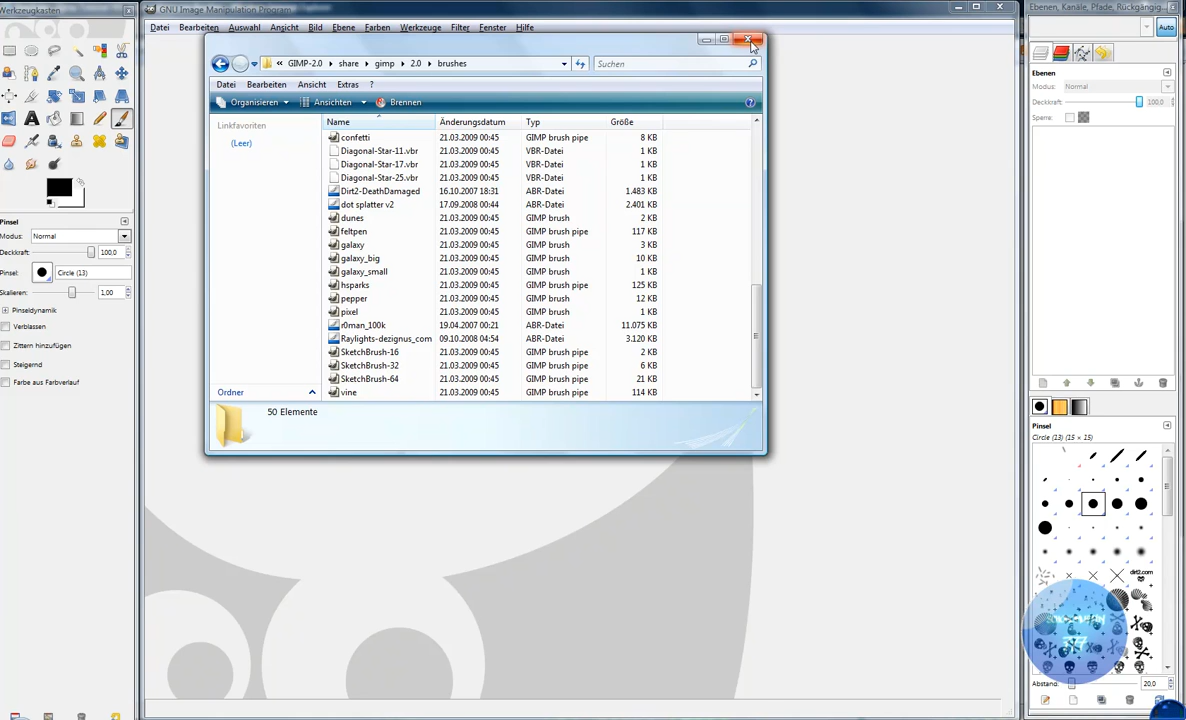 Werkzeugkasten
GNU Image Manipulation Program
Ebenen, Kanäle, Pfade, Rückgängig...
Datei Bearbeiten Auswahl Ansicht Bild Ebene Farben Werkzeuge Filter Fenster Hilfe
Auto
« GIMP-2.0 share gimp 2.0 brushes
Suchen
Datei Bearbeiten Ansicht Extras ?
Organisieren Ansichten Brennen
Linkfavoriten
(Leer)
Name Änderungsdatum Typ Größe
confetti 21.03.2009 00:45 GIMP brush pipe 8 KB
Diagonal-Star-11.vbr 21.03.2009 00:45 VBR-Datei 1 KB
Diagonal-Star-17.vbr 21.03.2009 00:45 VBR-Datei 1 KB
Diagonal-Star-25.vbr 21.03.2009 00:45 VBR-Datei 1 KB
Dirt2-DeathDamaged 16.10.2007 18:31 ABR-Datei 1.483 KB
dot splatter v2 17.09.2008 00:44 ABR-Datei 2.401 KB
dunes 21.03.2009 00:45 GIMP brush 2 KB
feltpen 21.03.2009 00:45 GIMP brush pipe 117 KB
galaxy 21.03.2009 00:45 GIMP brush 3 KB
galaxy_big 21.03.2009 00:45 GIMP brush 10 KB
galaxy_small 21.03.2009 00:45 GIMP brush 1 KB
hsparks 21.03.2009 00:45 GIMP brush pipe 125 KB
pepper 21.03.2009 00:45 GIMP brush 12 KB
pixel 21.03.2009 00:45 GIMP brush 1 KB
r0man_100k 19.04.2007 00:21 ABR-Datei 11.075 KB
Raylights-dezignus_com 09.10.2008 04:54 ABR-Datei 3.120 KB
SketchBrush-16 21.03.2009 00:45 GIMP brush pipe 2 KB
SketchBrush-32 21.03.2009 00:45 GIMP brush pipe 6 KB
SketchBrush-64 21.03.2009 00:45 GIMP brush pipe 21 KB
vine 21.03.2009 00:45 GIMP brush pipe 114 KB
Ordner
50 Elemente
Pinsel
Modus: Normal
Deckkraft: 100,0
Pinsel: Circle (13)
Skalieren: 1,00
Pinseldynamik
Verblassen
Zittern hinzufügen
Steigernd
Farbe aus Farbverlauf
Ebenen
Modus: Normal
Deckkraft: 100,0
Sperre:
Pinsel
Circle (13) (15 × 15)
dirt2.com
Abstand: 20,0